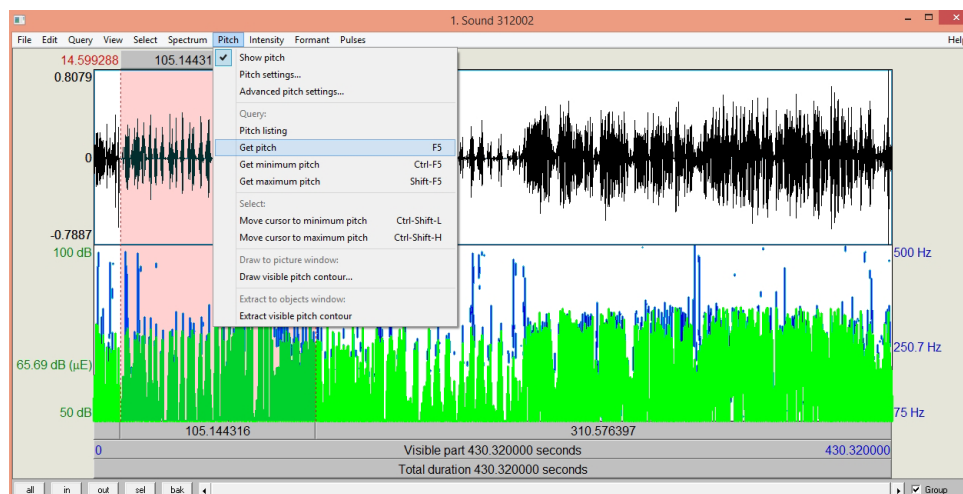 1. Sound 312002
File Edit Query View Select Spectrum Pitch Intensity Formant Pulses Help
14.599288 105.14431
Show pitch
Pitch settings...
Advanced pitch settings...
Query:
Pitch listing
Get pitch F5
Get minimum pitch Ctrl-F5
Get maximum pitch Shift-F5
Select:
Move cursor to minimum pitch Ctrl-Shift-L
Move cursor to maximum pitch Ctrl-Shift-H
Draw to picture window:
Draw visible pitch contour...
Extract to objects window:
Extract visible pitch contour
0.8079
0
-0.7887
100 dB
65.69 dB (µE)
50 dB
500 Hz
250.7 Hz
75 Hz
105.144316 310.576397
0 Visible part 430.320000 seconds 430.320000
Total duration 430.320000 seconds
all in out sel bak Group